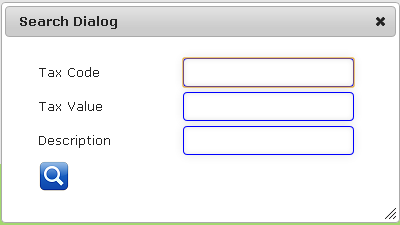 Search Dialog
Tax Code
Tax Value
Description